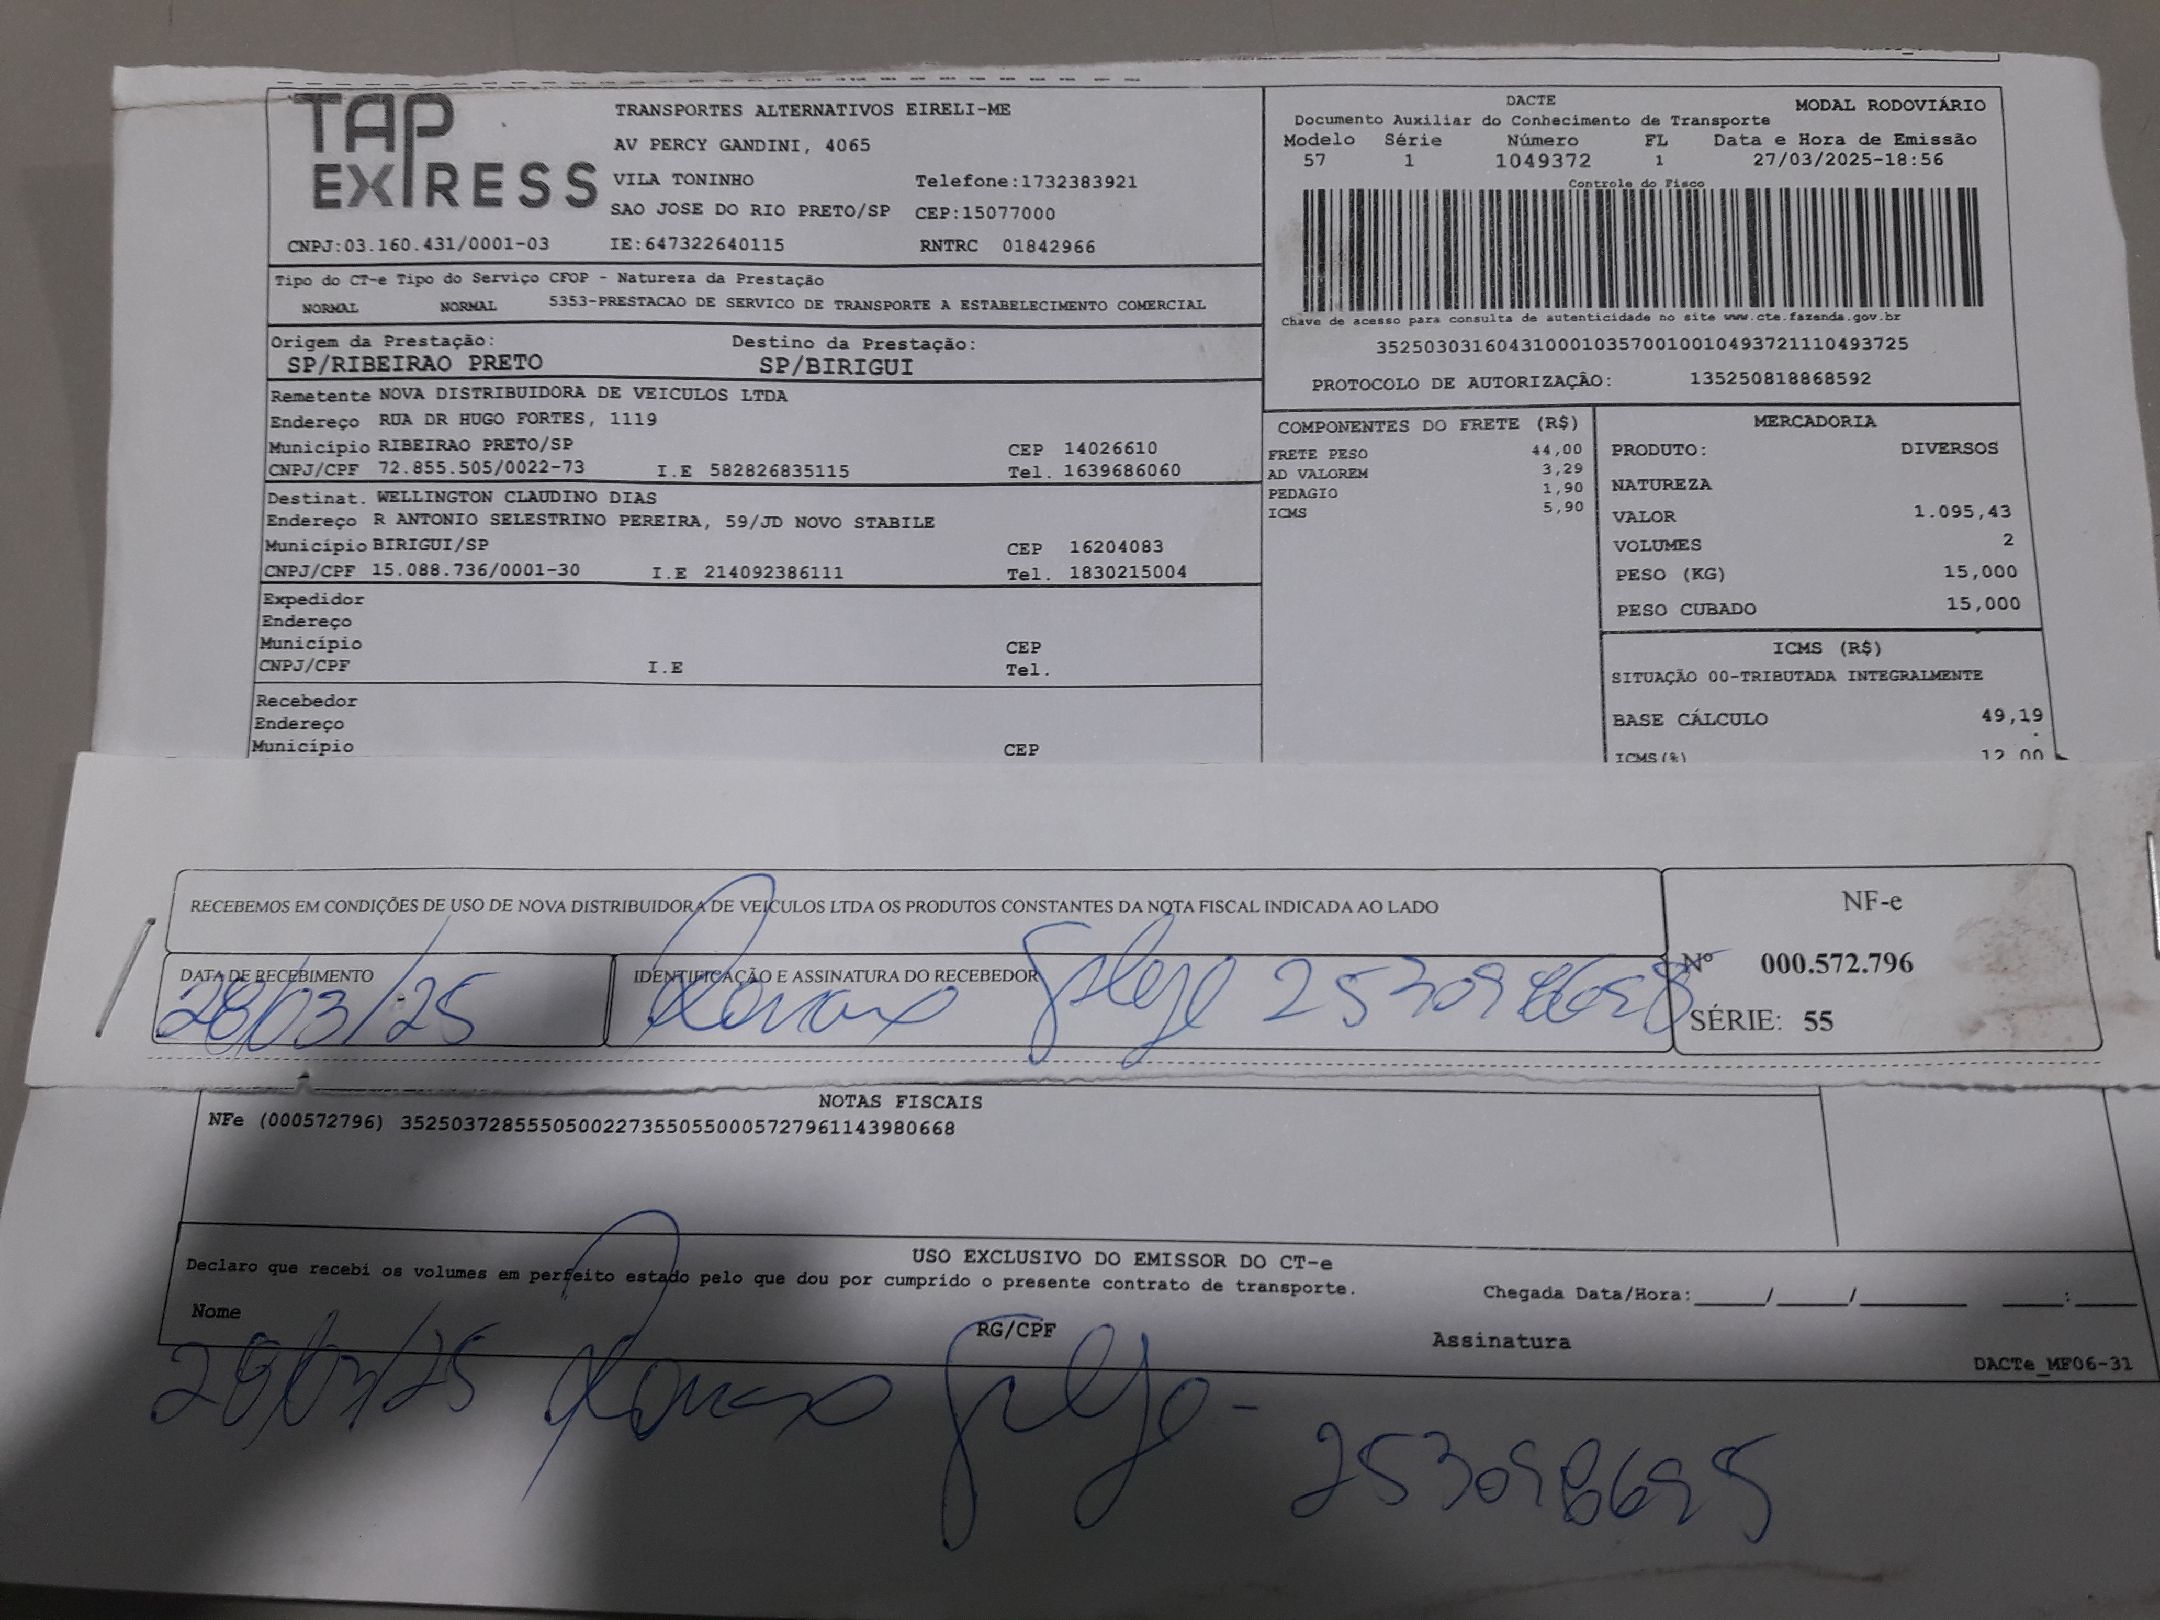 TAP EXPRESS
TRANSPORTES ALTERNATIVOS EIRELI-ME
AV PERCY GANDINI, 4065
VILA TONINHO Telefone:1732383921
SAO JOSE DO RIO PRETO/SP CEP:15077000
CNPJ:03.160.431/0001-03 IE:647322640115 RNTRC 01842966
DACTE MODAL RODOVIÁRIO
Documento Auxiliar do Conhecimento de Transporte
Modelo Série Número FL Data e Hora de Emissão
57 1 1049372 1 27/03/2025-18:56
Controle do Fisco
Chave de acesso para consulta de autenticidade no site www.cte.fazenda.gov.br
35250303160431000103570010010493721110493725
PROTOCOLO DE AUTORIZAÇÃO: 135250818868592
Tipo do CT-e Tipo do Serviço CFOP - Natureza da Prestação
NORMAL NORMAL 5353-PRESTACAO DE SERVICO DE TRANSPORTE A ESTABELECIMENTO COMERCIAL
Origem da Prestação: Destino da Prestação:
SP/RIBEIRAO PRETO SP/BIRIGUI
Remetente NOVA DISTRIBUIDORA DE VEICULOS LTDA
Endereço RUA DR HUGO FORTES, 1119
Município RIBEIRAO PRETO/SP CEP 14026610
CNPJ/CPF 72.855.505/0022-73 I.E 582826835115 Tel. 1639686060
Destinat. WELLINGTON CLAUDINO DIAS
Endereço R ANTONIO SELESTRINO PEREIRA, 59/JD NOVO STABILE
Município BIRIGUI/SP CEP 16204083
CNPJ/CPF 15.088.736/0001-30 I.E 214092386111 Tel. 1830215004
Expedidor
Endereço
Município CEP
CNPJ/CPF I.E Tel.
Recebedor
Endereço
Município CEP
COMPONENTES DO FRETE (R$)
FRETE PESO 44,00
AD VALOREM 3,29
PEDAGIO 1,90
ICMS 5,90
MERCADORIA
PRODUTO: DIVERSOS
NATUREZA
VALOR 1.095,43
VOLUMES 2
PESO (KG) 15,000
PESO CUBADO 15,000
ICMS (R$)
SITUAÇÃO 00-TRIBUTADA INTEGRALMENTE
BASE CÁLCULO 49,19
ICMS(%) 12,00
RECEBEMOS EM CONDIÇÕES DE USO DE NOVA DISTRIBUIDORA DE VEICULOS LTDA OS PRODUTOS CONSTANTES DA NOTA FISCAL INDICADA AO LADO
DATA DE RECEBIMENTO IDENTIFICAÇÃO E ASSINATURA DO RECEBEDOR
28/03/25
NF-e
Nº 000.572.796
SÉRIE: 55
NOTAS FISCAIS
NFe (000572796) 35250372855505002273550550005727961143980668
USO EXCLUSIVO DO EMISSOR DO CT-e
Declaro que recebi os volumes em perfeito estado pelo que dou por cumprido o presente contrato de transporte.
Chegada Data/Hora:_____/_____/_______ ____:____
Nome RG/CPF Assinatura
DACTe_MF06-31
28/03/25
253098695